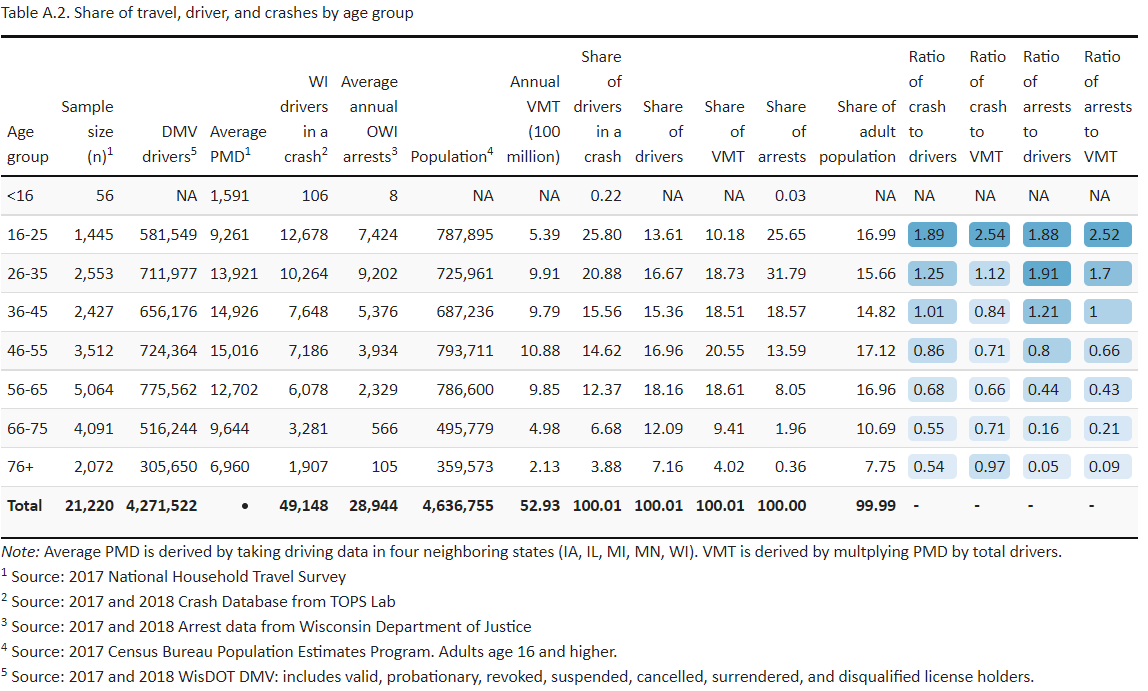 Table A.2. Share of travel, driver, and crashes by age group
Age group | Sample size (n)1 | DMV drivers5 | Average PMD1 | WI drivers in a crash2 | Average annual OWI arrests3 | Population4 | Annual VMT (100 million) | Share of drivers in a crash | Share of drivers | Share of VMT | Share of arrests | Share of adult population | Ratio of crash to drivers | Ratio of crash to VMT | Ratio of arrests to drivers | Ratio of arrests to VMT
<16 56 NA 1,591 106 8 NA NA 0.22 NA NA 0.03 NA NA NA NA NA
16-25 1,445 581,549 9,261 12,678 7,424 787,895 5.39 25.80 13.61 10.18 25.65 16.99 1.89 2.54 1.88 2.52
26-35 2,553 711,977 13,921 10,264 9,202 725,961 9.91 20.88 16.67 18.73 31.79 15.66 1.25 1.12 1.91 1.7
36-45 2,427 656,176 14,926 7,648 5,376 687,236 9.79 15.56 15.36 18.51 18.57 14.82 1.01 0.84 1.21 1
46-55 3,512 724,364 15,016 7,186 3,934 793,711 10.88 14.62 16.96 20.55 13.59 17.12 0.86 0.71 0.8 0.66
56-65 5,064 775,562 12,702 6,078 2,329 786,600 9.85 12.37 18.16 18.61 8.05 16.96 0.68 0.66 0.44 0.43
66-75 4,091 516,244 9,644 3,281 566 495,779 4.98 6.68 12.09 9.41 1.96 10.69 0.55 0.71 0.16 0.21
76+ 2,072 305,650 6,960 1,907 105 359,573 2.13 3.88 7.16 4.02 0.36 7.75 0.54 0.97 0.05 0.09
Total 21,220 4,271,522 • 49,148 28,944 4,636,755 52.93 100.01 100.01 100.01 100.00 99.99 - - - -
Note: Average PMD is derived by taking driving data in four neighboring states (IA, IL, MI, MN, WI). VMT is derived by multplying PMD by total drivers.
1 Source: 2017 National Household Travel Survey
2 Source: 2017 and 2018 Crash Database from TOPS Lab
3 Source: 2017 and 2018 Arrest data from Wisconsin Department of Justice
4 Source: 2017 Census Bureau Population Estimates Program. Adults age 16 and higher.
5 Source: 2017 and 2018 WisDOT DMV: includes valid, probationary, revoked, suspended, cancelled, surrendered, and disqualified license holders.